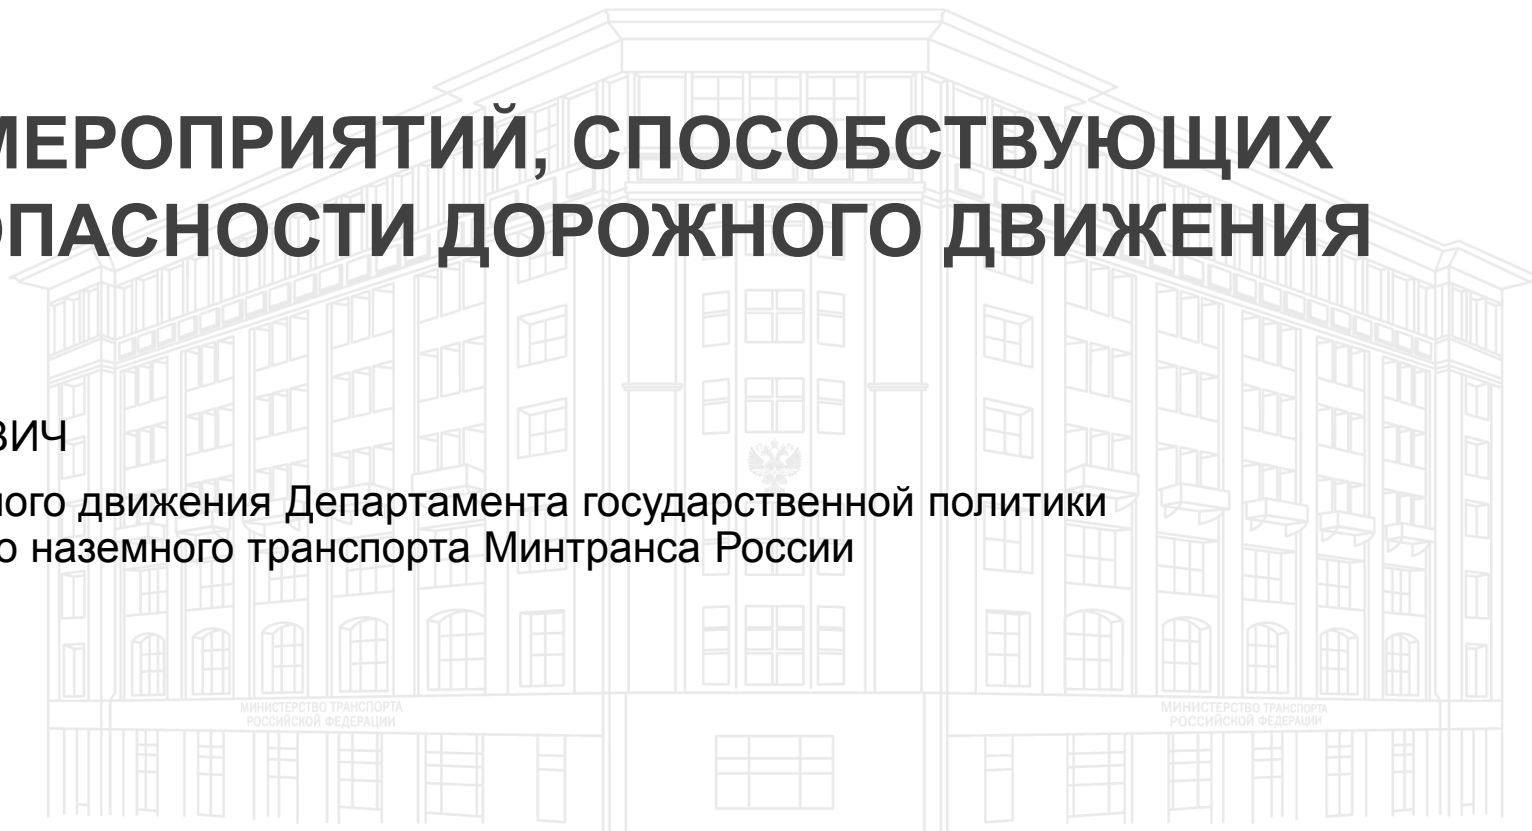 МЕРОПРИЯТИЙ, СПОСОБСТВУЮЩИХ
ОПАСНОСТИ ДОРОЖНОГО ДВИЖЕНИЯ
ВИЧ
ного движения Департамента государственной политики
о наземного транспорта Минтранса России
МИНИСТЕРСТВО ТРАНСПОРТА
РОССИЙСКОЙ ФЕДЕРАЦИИ
МИНИСТЕРСТВО ТРАНСПОРТА
РОССИЙСКОЙ ФЕДЕРАЦИИ